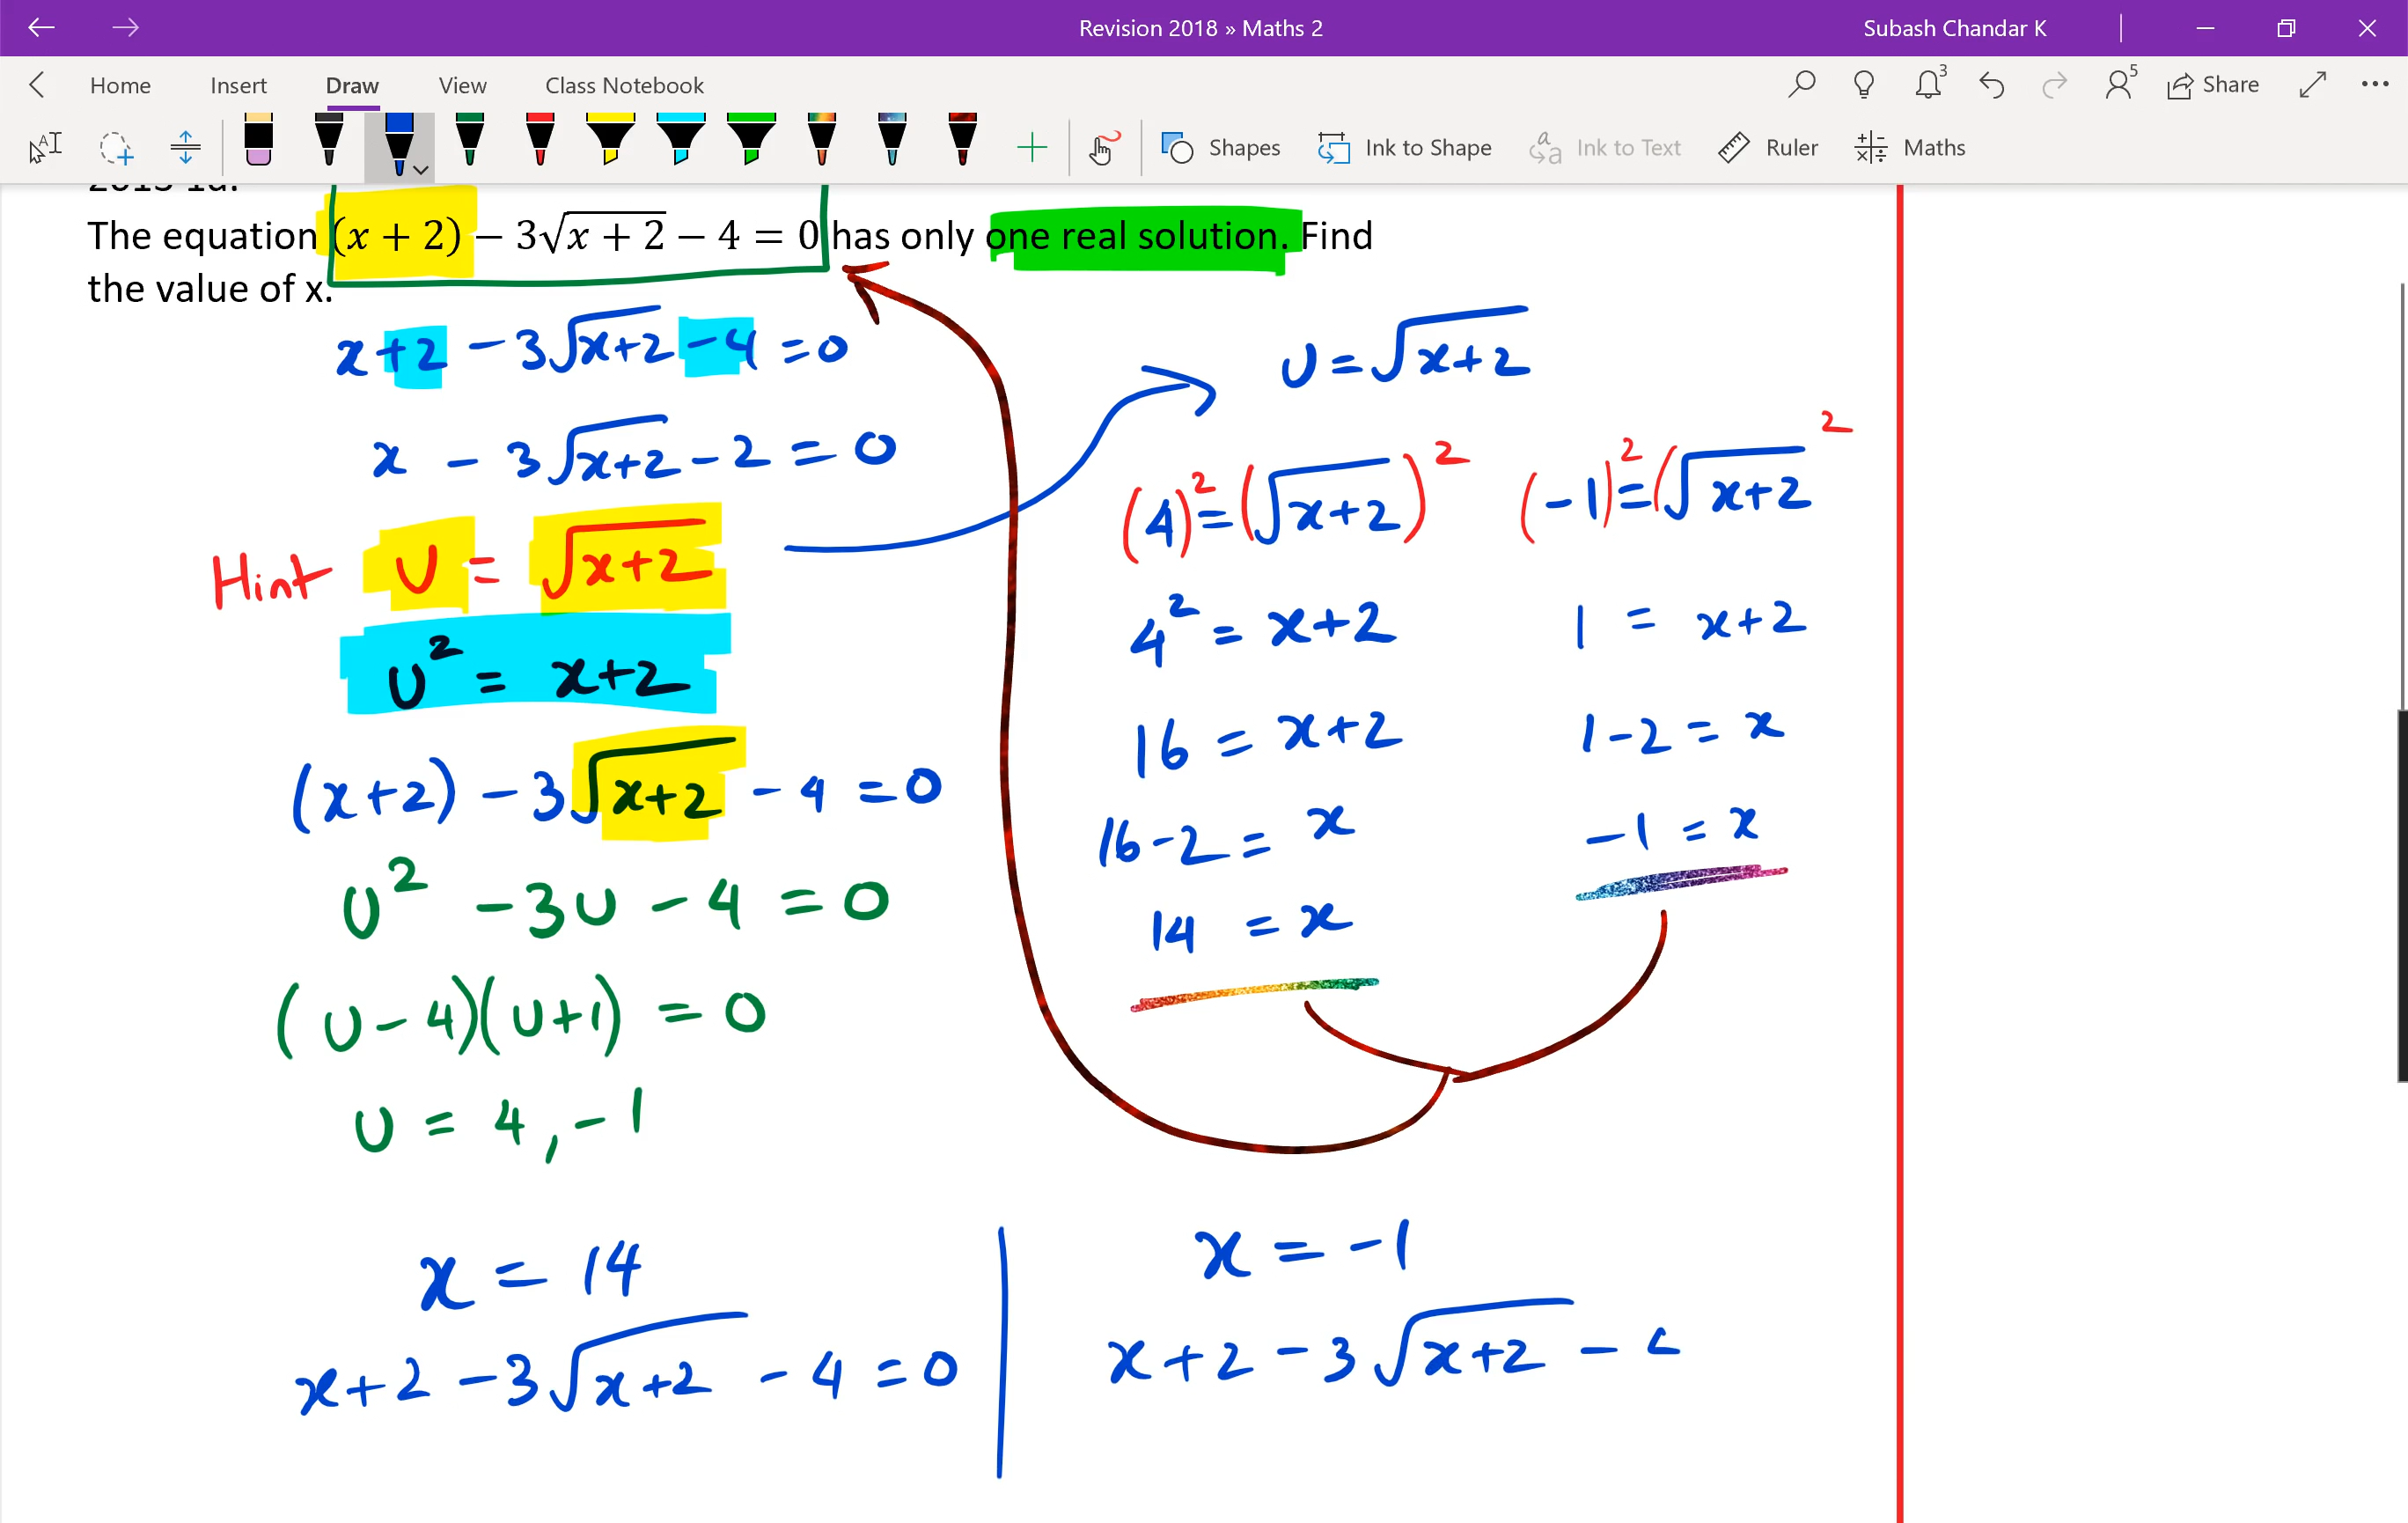 Revision 2018 » Maths 2
Subash Chandar K
Home Insert Draw View Class Notebook
3
5
Share
Shapes Ink to Shape Ink to Text Ruler Maths
The equation (x + 2) − 3√x + 2 − 4 = 0 has only one real solution. Find
the value of x.
x+2 − 3√x+2 − 4 = 0
x − 3√x+2 − 2 = 0
Hint U = √x+2
U² = x+2
(x+2) − 3√x+2 − 4 = 0
U² − 3U − 4 = 0
(U − 4)(U+1) = 0
U = 4, −1
U = √x+2
(4)² = (√x+2)²
4² = x+2
16 = x+2
16 − 2 = x
14 = x
(−1)² = (√x+2²
1 = x+2
1 − 2 = x
−1 = x
x = 14
x+2 − 3√x+2 − 4 = 0
x = −1
x+2 − 3√x+2 −